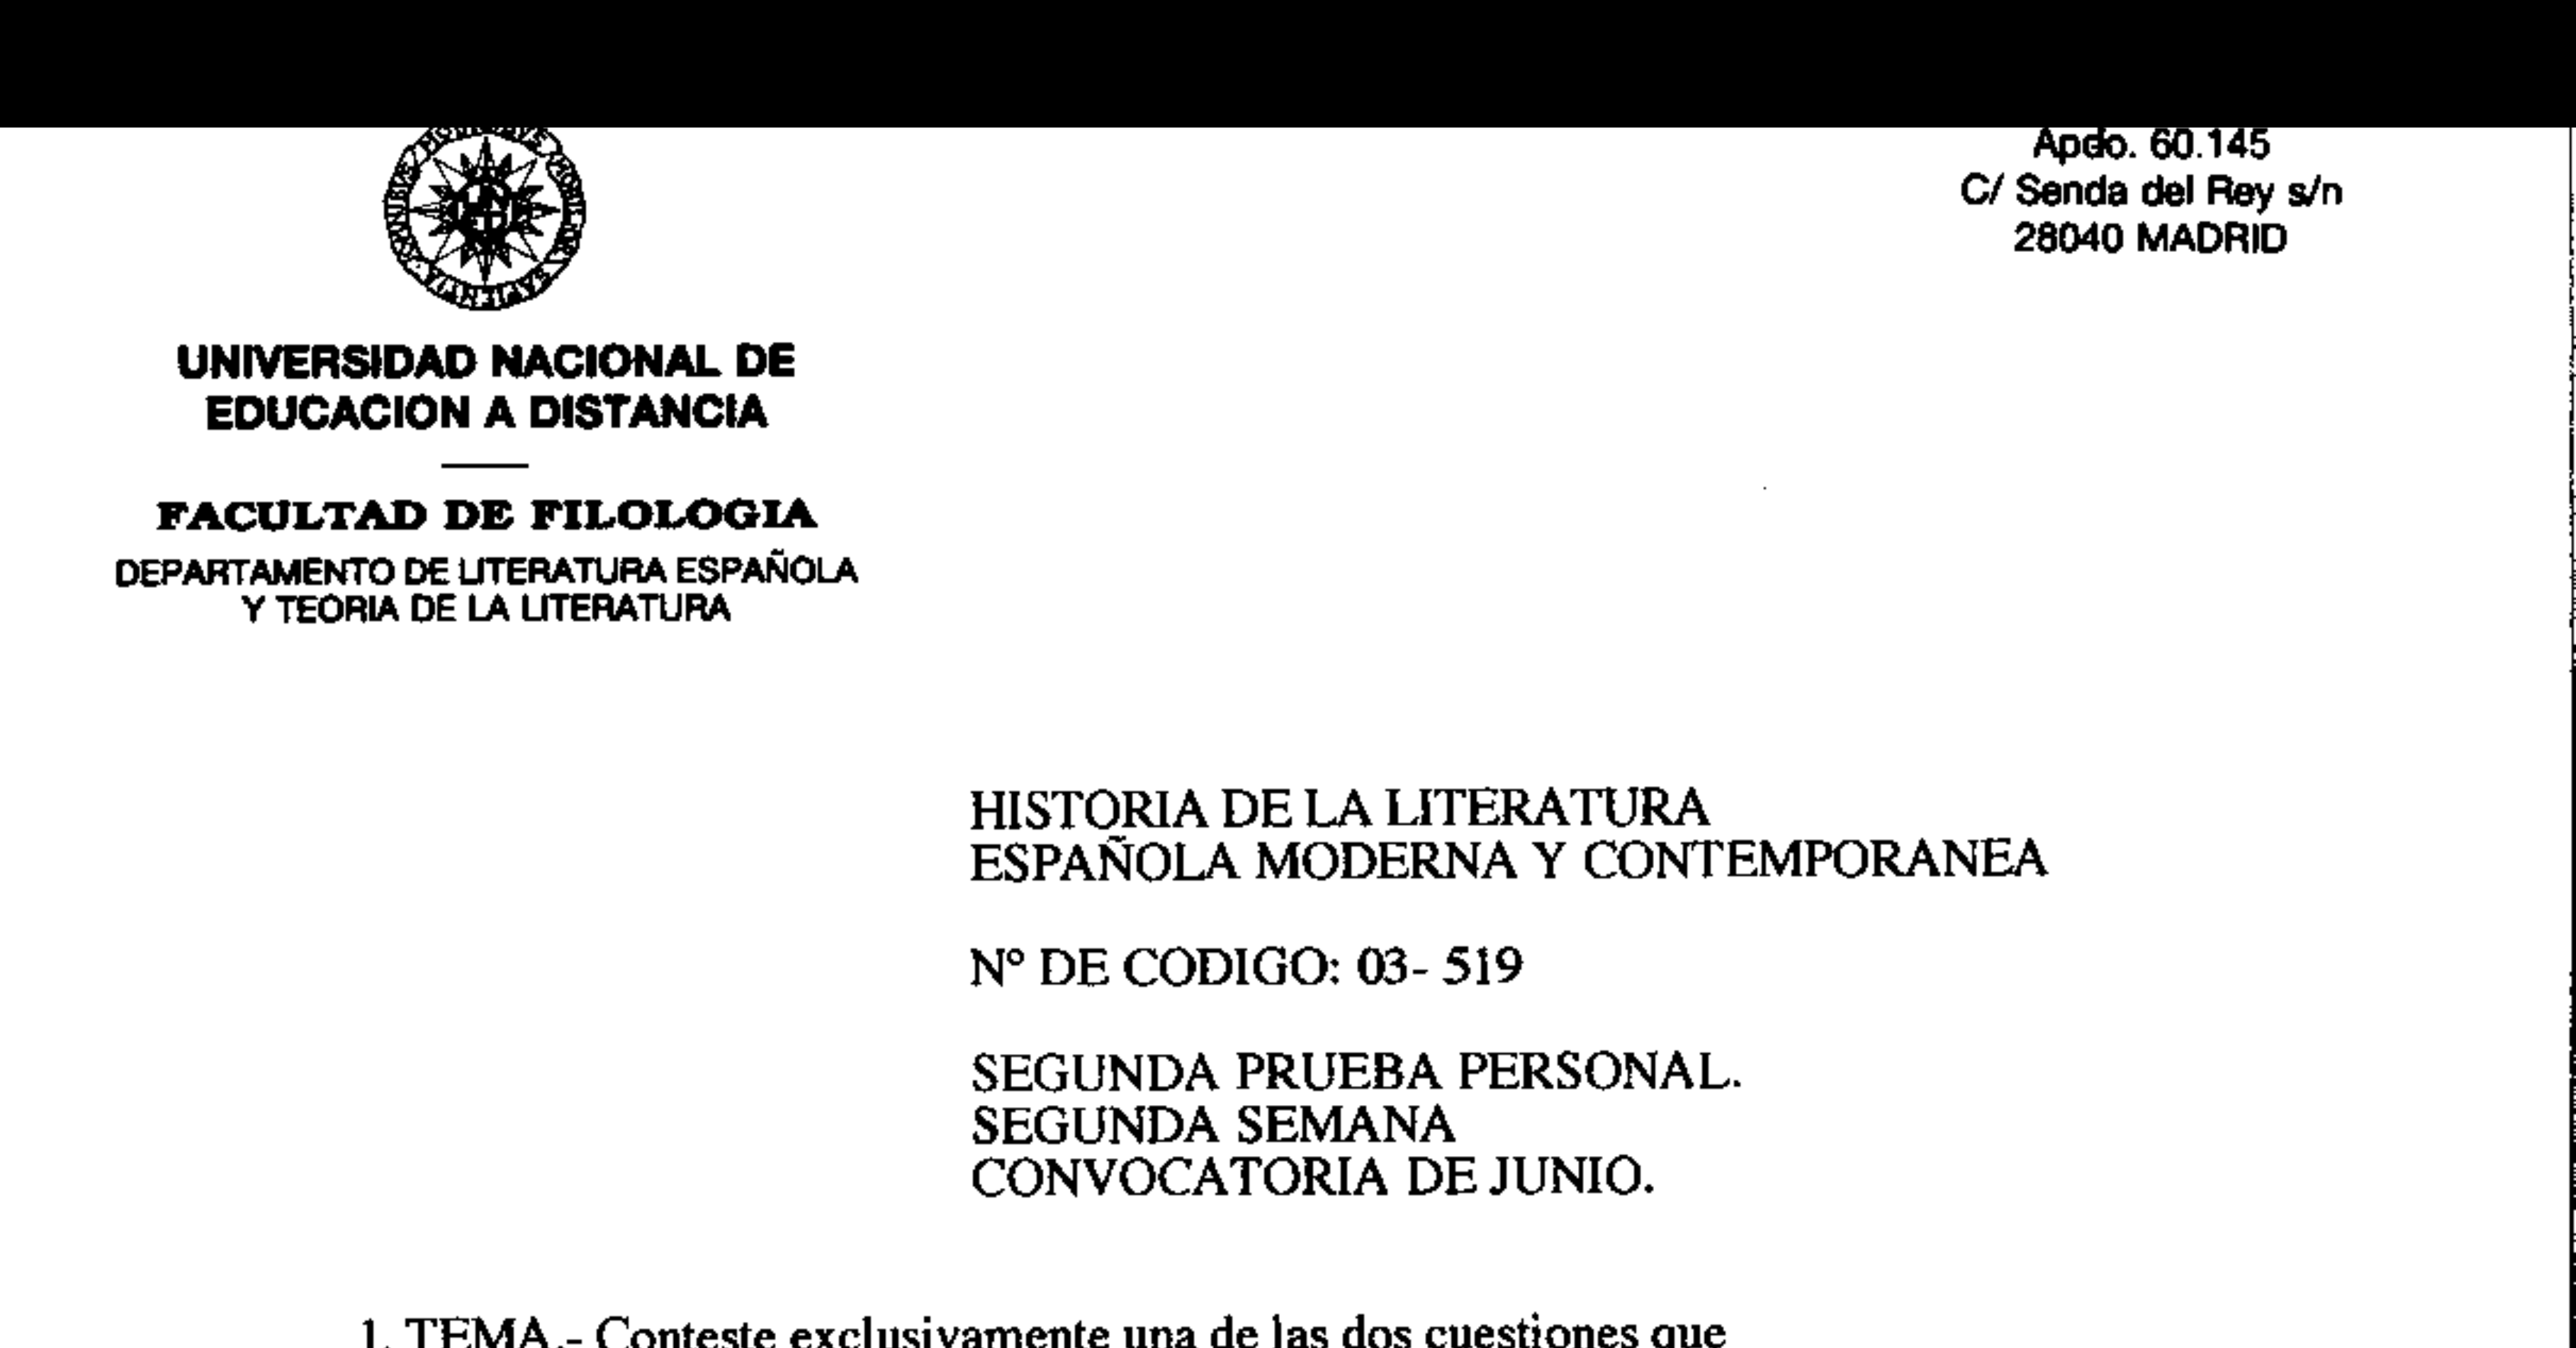 Apdo. 60.145
C/ Senda del Rey s/n
28040 MADRID
UNIVERSIDAD NACIONAL DE
EDUCACION A DISTANCIA
FACULTAD DE FILOLOGIA
DEPARTAMENTO DE LITERATURA ESPAÑOLA
Y TEORIA DE LA LITERATURA
HISTORIA DE LA LITERATURA
ESPAÑOLA MODERNA Y CONTEMPORANEA
Nº DE CODIGO: 03- 519
SEGUNDA PRUEBA PERSONAL.
SEGUNDA SEMANA
CONVOCATORIA DE JUNIO.
1. TEMA.- Conteste exclusivamente una de las dos cuestiones que